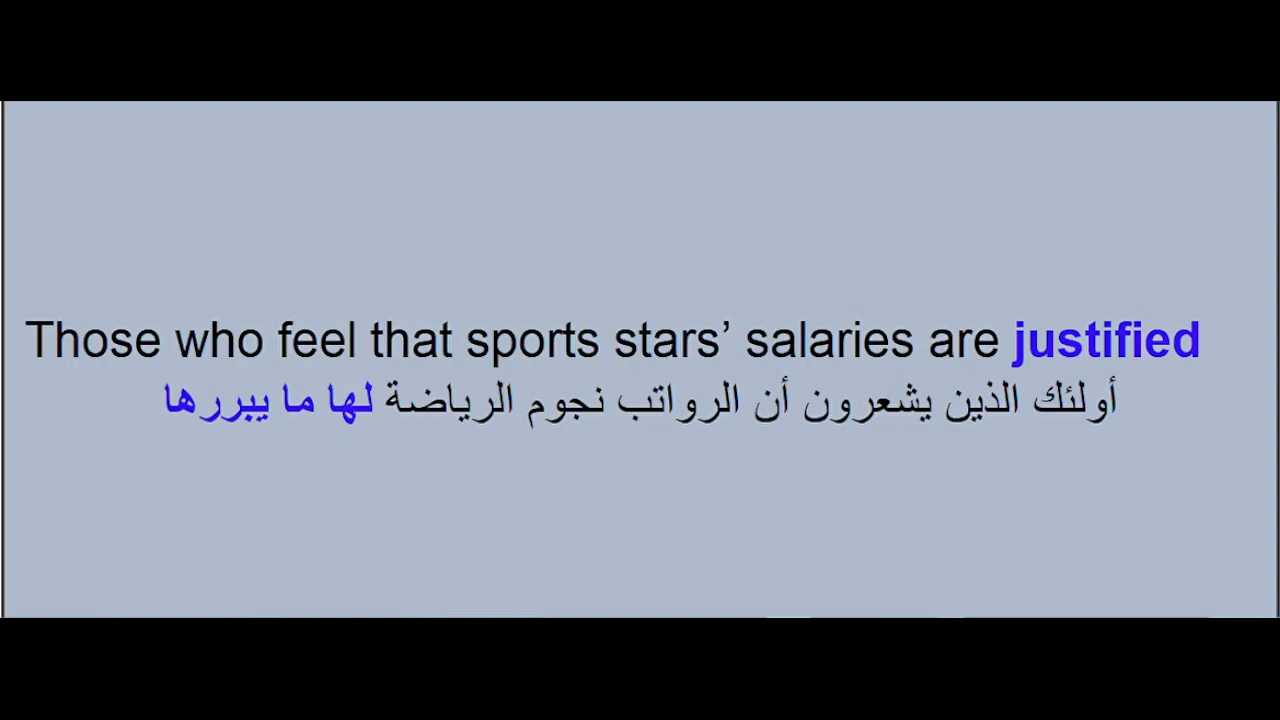 Those who feel that sports stars’ salaries are justified
أولئك الذين يشعرون أن الرواتب نجوم الرياضة لها ما يبررها